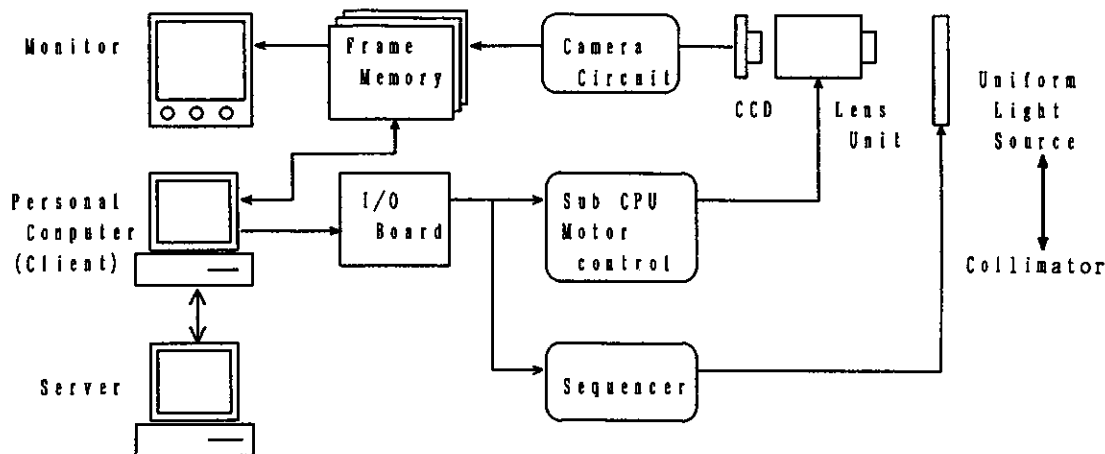 Monitor
Frame
Memory
Camera
Circuit
CCD
Lens
Unit
Uniform
Light
Source
Personal
Conputer
(Client)
I/O
Board
Sub CPU
Motor
control
Collimator
Server
Sequencer